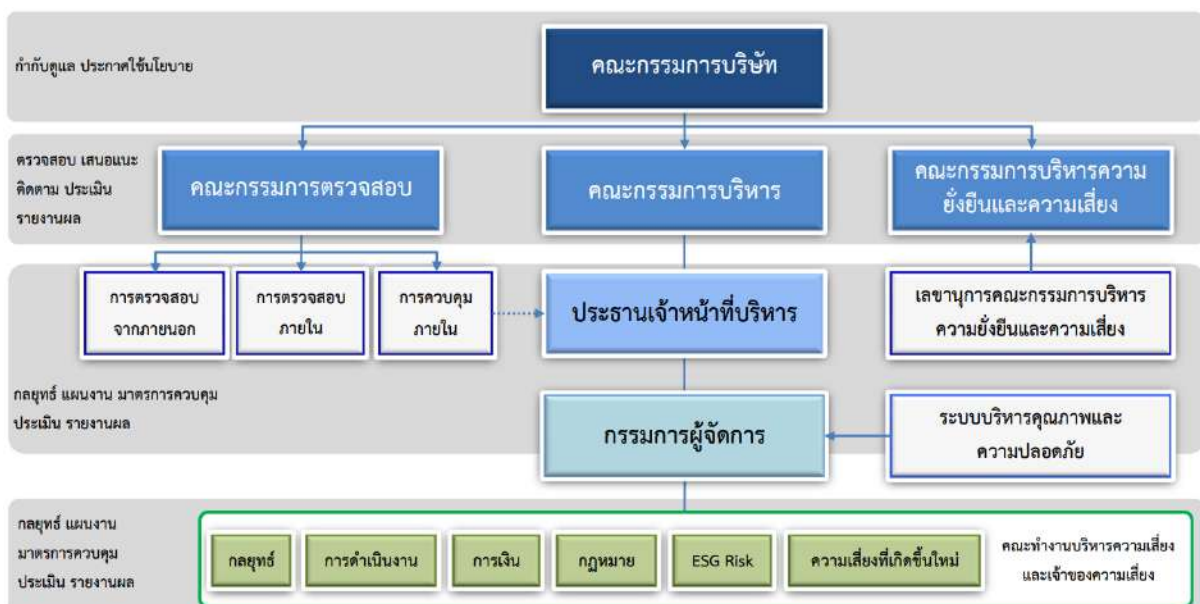 กำกับดูแล ประกาศใช้นโยบาย
คณะกรรมการบริษัท
ตรวจสอบ เสนอแนะ
ติดตาม ประเมิน
รายงานผล
คณะกรรมการตรวจสอบ
คณะกรรมการบริหาร
คณะกรรมการบริหารความ
ยั่งยืนและความเสี่ยง
การตรวจสอบ
จากภายนอก
การตรวจสอบ
ภายใน
การควบคุม
ภายใน
ประธานเจ้าหน้าที่บริหาร
เลขานุการคณะกรรมการบริหาร
ความยั่งยืนและความเสี่ยง
กลยุทธ์ แผนงาน มาตรการควบคุม
ประเมิน รายงานผล
กรรมการผู้จัดการ
ระบบบริหารคุณภาพและ
ความปลอดภัย
กลยุทธ์ แผนงาน
มาตรการควบคุม
ประเมิน รายงานผล
กลยุทธ์
การดำเนินงาน
การเงิน
กฎหมาย
ESG Risk
ความเสี่ยงที่เกิดขึ้นใหม่
คณะทำงานบริหารความเสี่ยง
และเจ้าของความเสี่ยง